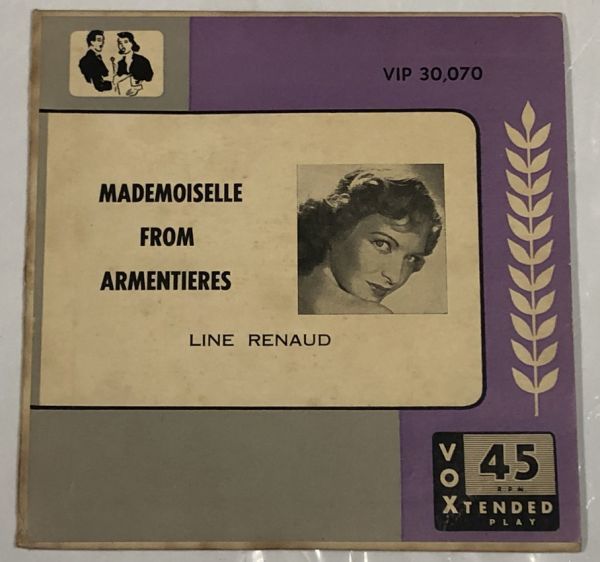 VIP 30,070
MADEMOISELLE
FROM
ARMENTIERES
LINE RENAUD
VOX
45
RPM
XTENDED
PLAY